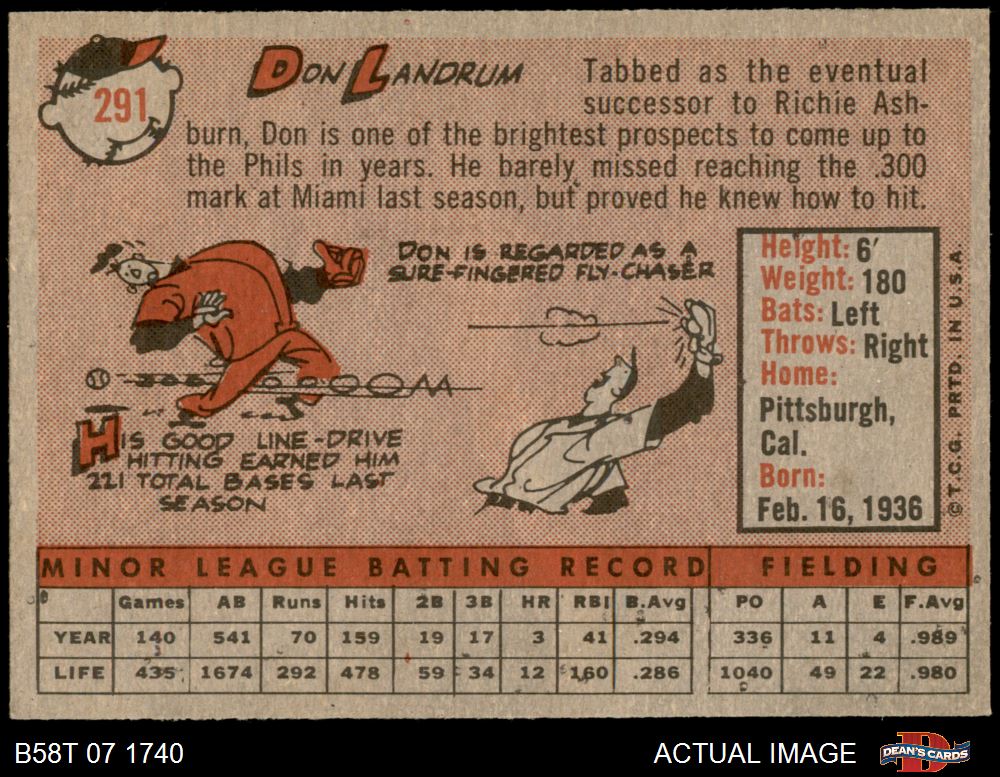 291
DON LANDRUM
Tabbed as the eventual
successor to Richie Ash-
burn, Don is one of the brightest prospects to come up to
the Phils in years. He barely missed reaching the .300
mark at Miami last season, but proved he knew how to hit.
DON IS REGARDED AS A
SURE-FINGERED FLY-CHASER
HIS GOOD LINE-DRIVE
HITTING EARNED HIM
221 TOTAL BASES LAST
SEASON
Height: 6'
Weight: 180
Bats: Left
Throws: Right
Home:
Pittsburgh,
Cal.
Born:
Feb. 16, 1936
©T.C.G. PRTD. IN U.S.A.
MINOR LEAGUE BATTING RECORD FIELDING
Games AB Runs Hits 2B 3B HR RBI B.Avg PO A E F.Avg
YEAR 140 541 70 159 19 17 3 41 .294 336 11 4 .989
LIFE 435 1674 292 478 59 34 12 160 .286 1040 49 22 .980
B58T 07 1740 ACTUAL IMAGE DEAN'S CARDS